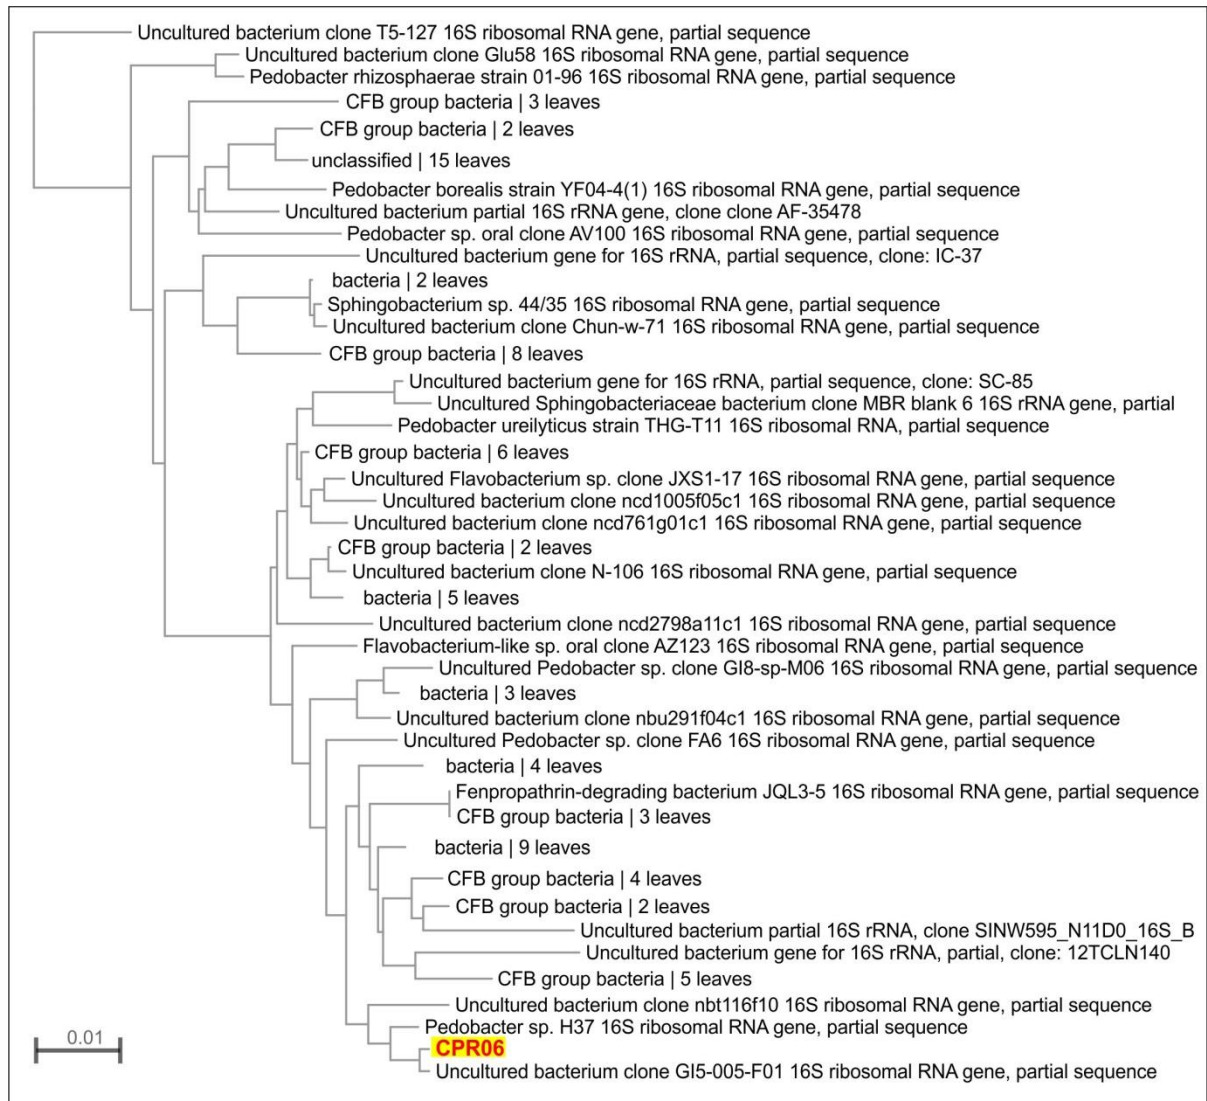 Uncultured bacterium clone T5-127 16S ribosomal RNA gene, partial sequence
Uncultured bacterium clone Glu58 16S ribosomal RNA gene, partial sequence
Pedobacter rhizosphaerae strain 01-96 16S ribosomal RNA gene, partial sequence
CFB group bacteria | 3 leaves
CFB group bacteria | 2 leaves
unclassified | 15 leaves
Pedobacter borealis strain YF04-4(1) 16S ribosomal RNA gene, partial sequence
Uncultured bacterium partial 16S rRNA gene, clone clone AF-35478
Pedobacter sp. oral clone AV100 16S ribosomal RNA gene, partial sequence
Uncultured bacterium gene for 16S rRNA, partial sequence, clone: IC-37
bacteria | 2 leaves
Sphingobacterium sp. 44/35 16S ribosomal RNA gene, partial sequence
Uncultured bacterium clone Chun-w-71 16S ribosomal RNA gene, partial sequence
CFB group bacteria | 8 leaves
Uncultured bacterium gene for 16S rRNA, partial sequence, clone: SC-85
Uncultured Sphingobacteriaceae bacterium clone MBR blank 6 16S rRNA gene, partial
Pedobacter ureilyticus strain THG-T11 16S ribosomal RNA, partial sequence
CFB group bacteria | 6 leaves
Uncultured Flavobacterium sp. clone JXS1-17 16S ribosomal RNA gene, partial sequence
Uncultured bacterium clone ncd1005f05c1 16S ribosomal RNA gene, partial sequence
Uncultured bacterium clone ncd761g01c1 16S ribosomal RNA gene, partial sequence
CFB group bacteria | 2 leaves
Uncultured bacterium clone N-106 16S ribosomal RNA gene, partial sequence
bacteria | 5 leaves
Uncultured bacterium clone ncd2798a11c1 16S ribosomal RNA gene, partial sequence
Flavobacterium-like sp. oral clone AZ123 16S ribosomal RNA gene, partial sequence
Uncultured Pedobacter sp. clone GI8-sp-M06 16S ribosomal RNA gene, partial sequence
bacteria | 3 leaves
Uncultured bacterium clone nbu291f04c1 16S ribosomal RNA gene, partial sequence
Uncultured Pedobacter sp. clone FA6 16S ribosomal RNA gene, partial sequence
bacteria | 4 leaves
Fenpropathrin-degrading bacterium JQL3-5 16S ribosomal RNA gene, partial sequence
CFB group bacteria | 3 leaves
bacteria | 9 leaves
CFB group bacteria | 4 leaves
CFB group bacteria | 2 leaves
Uncultured bacterium partial 16S rRNA, clone SINW595_N11D0_16S_B
Uncultured bacterium gene for 16S rRNA, partial, clone: 12TCLN140
CFB group bacteria | 5 leaves
Uncultured bacterium clone nbt116f10 16S ribosomal RNA gene, partial sequence
Pedobacter sp. H37 16S ribosomal RNA gene, partial sequence
0.01
CPR06
Uncultured bacterium clone GI5-005-F01 16S ribosomal RNA gene, partial sequence